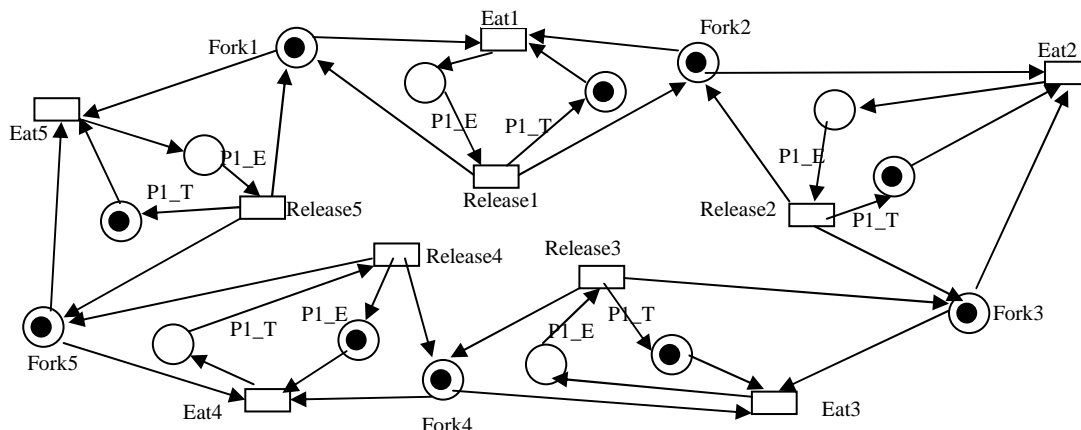 Eat1
Fork1
Fork2
Eat2
P1_E
P1_T
Eat5
P1_E
P1_E
P1_T
Release1
Release5
P1_T
Release2
P1_T
Release4
Release3
P1_T
P1_E
P1_E
P1_T
Fork5
Fork3
Eat4
Fork4
Eat3